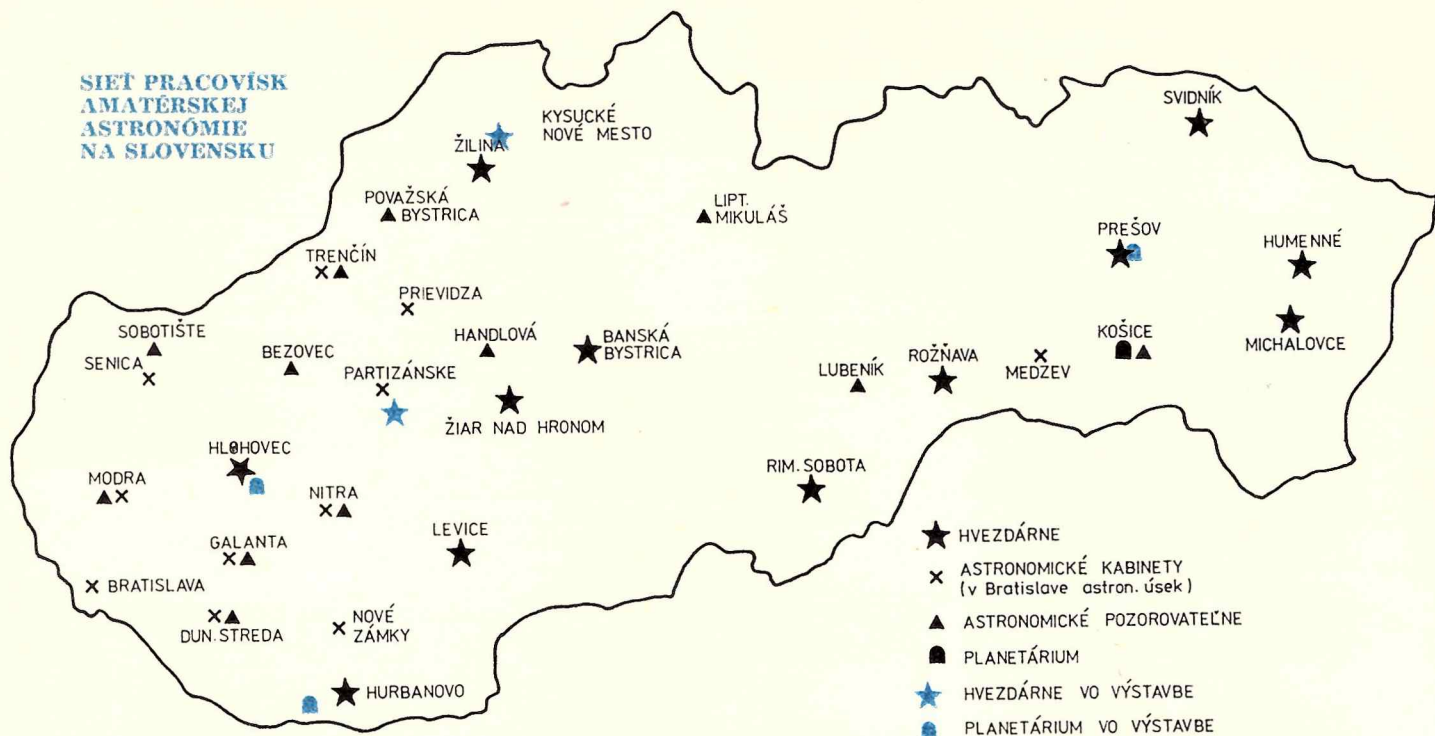 SIEŤ PRACOVÍSK
AMATÉRSKEJ
ASTRONÓMIE
NA SLOVENSKU
KYSUCKÉ
NOVÉ MESTO
ŽILINA
SVIDNÍK
POVAŽSKÁ
BYSTRICA
LIPT.
MIKULÁŠ
PREŠOV
HUMENNÉ
TRENČÍN
PRIEVIDZA
SOBOTIŠTE
SENICA
BEZOVEC
HANDLOVÁ
BANSKÁ
BYSTRICA
PARTIZÁNSKE
LUBENÍK
ROŽŇAVA
MEDZEV
KOŠICE
MICHALOVCE
ŽIAR NAD HRONOM
HLOHOVEC
MODRA
NITRA
RIM. SOBOTA
LEVICE
GALANTA
BRATISLAVA
DUN. STREDA
NOVÉ
ZÁMKY
HURBANOVO
HVEZDÁRNE
ASTRONOMICKÉ KABINETY
(v Bratislave astron. úsek)
ASTRONOMICKÉ POZOROVATEĽNE
PLANETÁRIUM
HVEZDÁRNE VO VÝSTAVBE
PLANETÁRIUM VO VÝSTAVBE